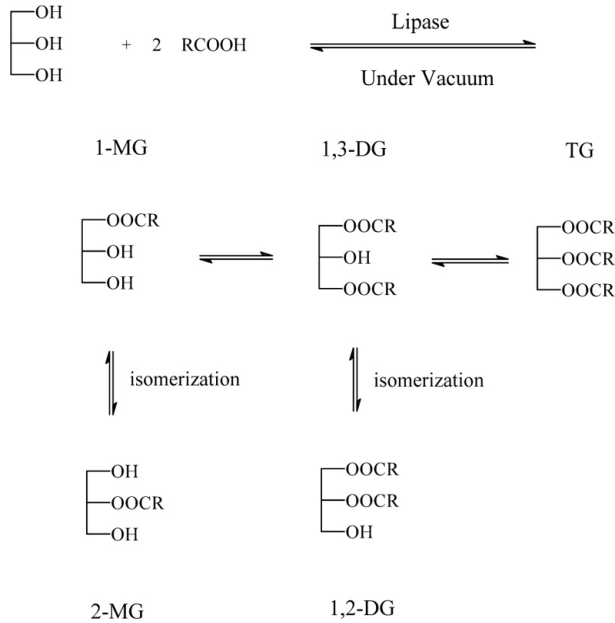 OH
OH
OH
+ 2 RCOOH
Lipase
Under Vacuum
1-MG 1,3-DG TG
OOCR
OH
OH
OOCR
OH
OOCR
OOCR
OOCR
OOCR
isomerization isomerization
OH
OOCR
OH
OOCR
OOCR
OH
2-MG 1,2-DG